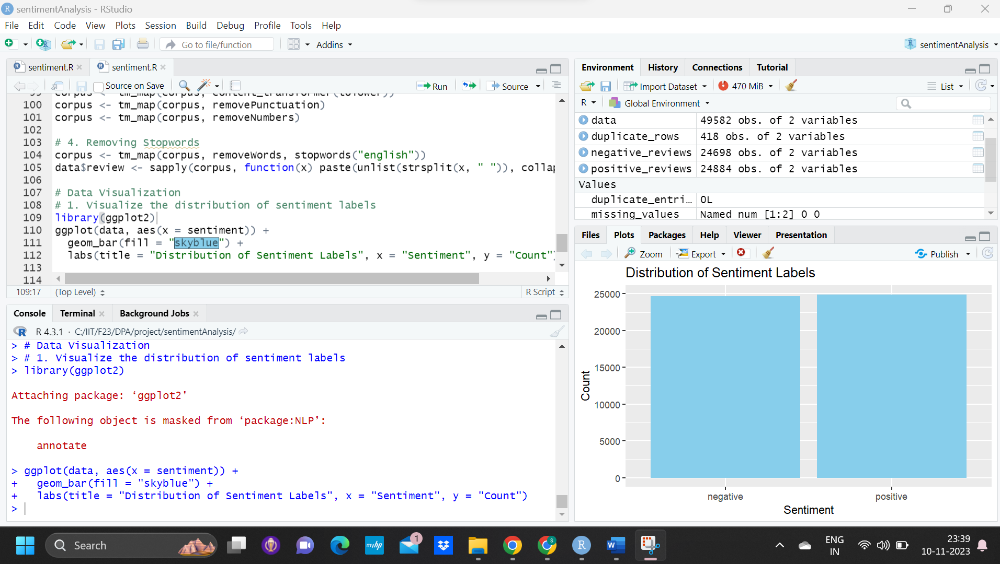 sentimentAnalysis - RStudio
File Edit Code View Plots Session Build Debug Profile Tools Help
Go to file/function
Addins
sentimentAnalysis
sentiment.R
sentiment.R
Source on Save
Run
Source
100 corpus <- tm_map(corpus, removePunctuation)
101 corpus <- tm_map(corpus, removeNumbers)
102
103 # 4. Removing Stopwords
104 corpus <- tm_map(corpus, removeWords, stopwords("english"))
105 data$review <- sapply(corpus, function(x) paste(unlist(strsplit(x, " ")),
106
107 # Data Visualization
108 # 1. Visualize the distribution of sentiment labels
109 library(ggplot2)
110 ggplot(data, aes(x = sentiment)) +
111 geom_bar(fill = "skyblue") +
112 labs(title = "Distribution of Sentiment Labels", x = "Sentiment", y = "Count"
113
114
109:17 (Top Level) R Script
Console Terminal Background Jobs
R 4.3.1 · C:/IIT/F23/DPA/project/sentimentAnalysis/
> # Data Visualization
> # 1. Visualize the distribution of sentiment labels
> library(ggplot2)
Attaching package: ‘ggplot2’
The following object is masked from ‘package:NLP’:
annotate
> ggplot(data, aes(x = sentiment)) +
+ geom_bar(fill = "skyblue") +
+ labs(title = "Distribution of Sentiment Labels", x = "Sentiment", y = "Count")
>
Environment History Connections Tutorial
Import Dataset 470 MiB List
R Global Environment
data 49582 obs. of 2 variables
duplicate_rows 418 obs. of 2 variables
negative_reviews 24698 obs. of 2 variables
positive_reviews 24884 obs. of 2 variables
Values
duplicate_entri… 0L
missing_values Named num [1:2] 0 0
Files Plots Packages Help Viewer Presentation
Zoom Export Publish
Distribution of Sentiment Labels
25000
20000
15000
10000
5000
0
Count
negative positive
Sentiment
Search
myhp
1
S
R
W
ENG
IN
23:39
10-11-2023